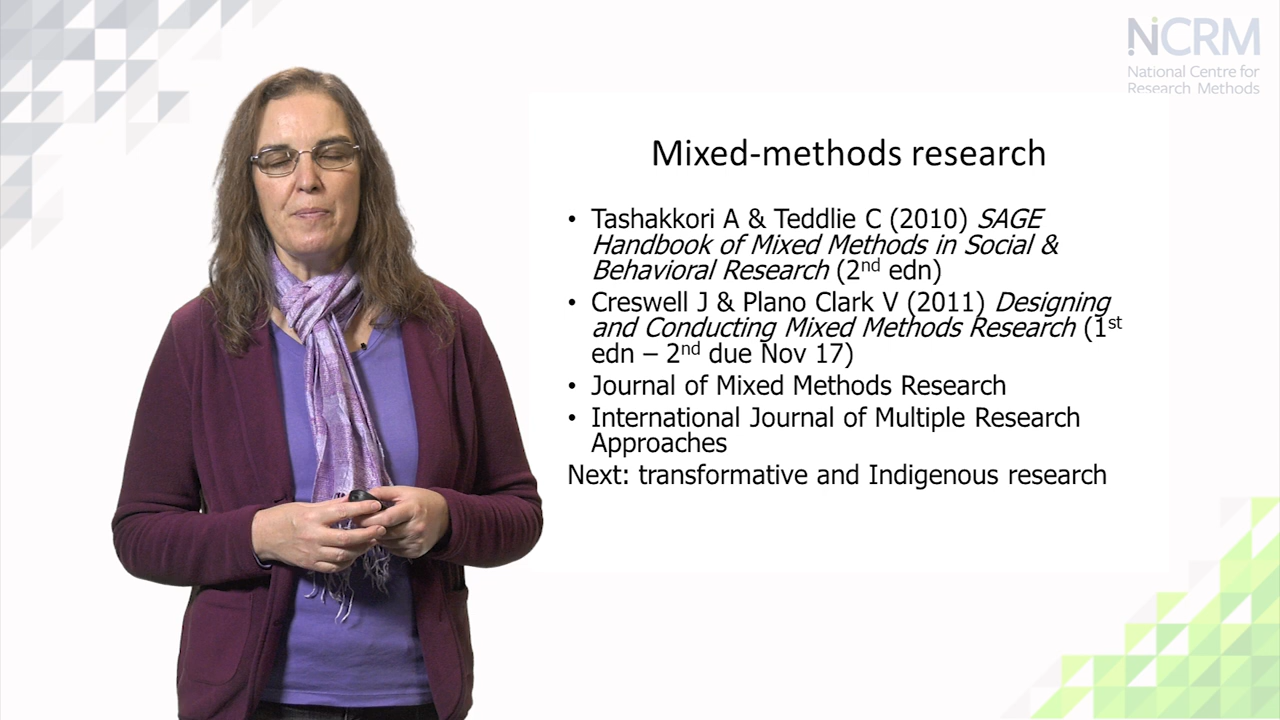 NCRM
National Centre for
Research Methods
Mixed-methods research
• Tashakkori A & Teddlie C (2010) SAGE
Handbook of Mixed Methods in Social &
Behavioral Research (2nd edn)
• Creswell J & Plano Clark V (2011) Designing
and Conducting Mixed Methods Research (1st
edn – 2nd due Nov 17)
• Journal of Mixed Methods Research
• International Journal of Multiple Research
Approaches
Next: transformative and Indigenous research